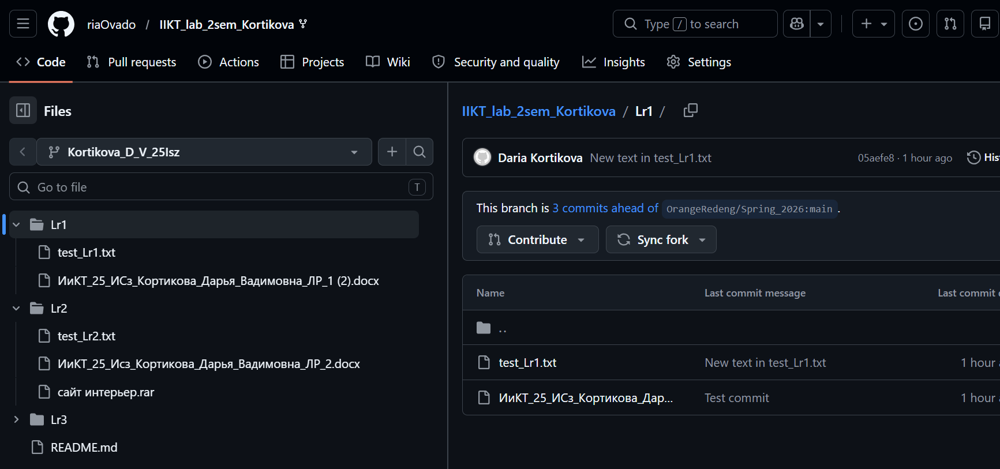 riaOvado / IIKT_lab_2sem_Kortikova
Type / to search
Code Pull requests Actions Projects Wiki Security and quality Insights Settings
Files
Kortikova_D_V_25Isz
Go to file
T
Lr1
test_Lr1.txt
ИиКТ_25_ИСз_Кортикова_Дарья_Вадимовна_ЛР_1 (2).docx
Lr2
test_Lr2.txt
ИиКТ_25_Исз_Кортикова_Дарья_Вадимовна_ЛР_2.docx
сайт интерьер.rar
Lr3
README.md
IIKT_lab_2sem_Kortikova / Lr1 /
Daria Kortikova New text in test_Lr1.txt 05aefe8 · 1 hour ago His
This branch is 3 commits ahead of OrangeRedeng/Spring_2026:main .
Contribute Sync fork
Name Last commit message Last commit
..
test_Lr1.txt New text in test_Lr1.txt 1 hour
ИиКТ_25_ИСз_Кортикова_Дар... Test commit 1 hour